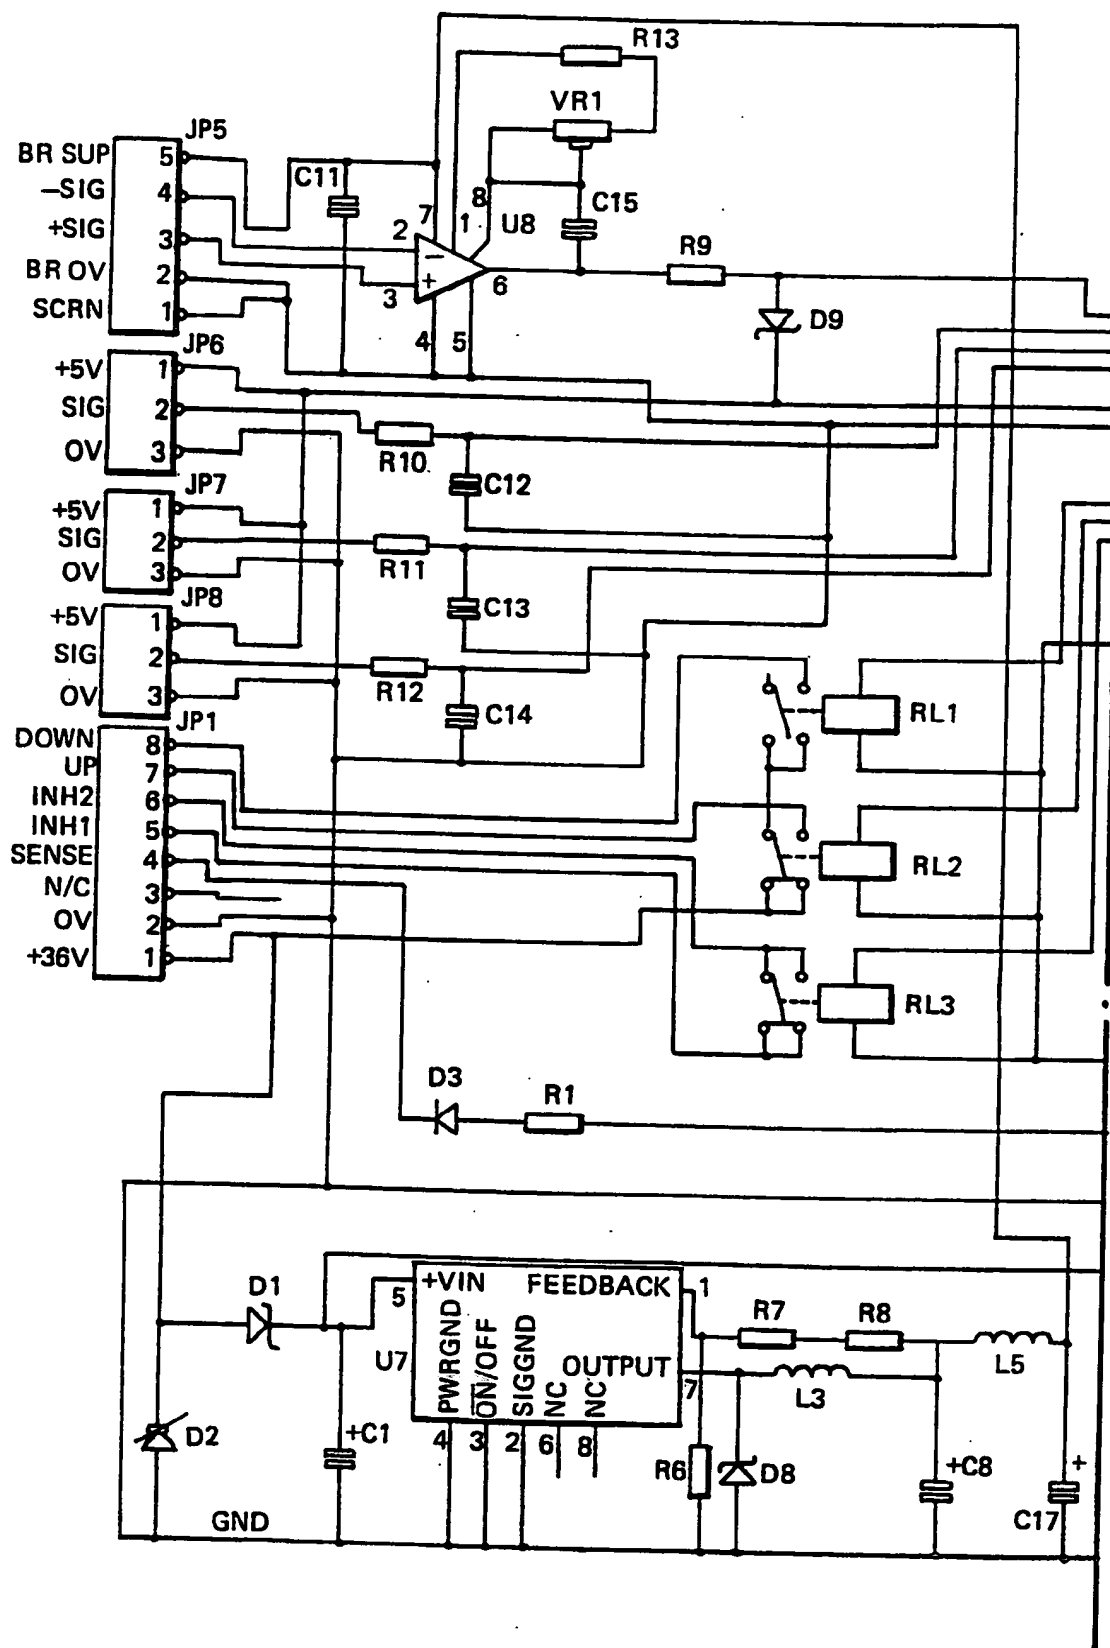 R13
VR1
JP5
BR SUP 5
C11
–SIG 4
7
1
8
U8
C15
+SIG 3
2
−
R9
BR OV 2
+
6
3
SCRN 1
4
5
D9
JP6
+5V 1
SIG 2
OV 3
R10
C12
JP7
+5V 1
SIG 2
R11
OV 3
JP8
C13
+5V 1
SIG 2
R12
OV 3
C14
JP1
RL1
DOWN 8
UP 7
INH2 6
INH1 5
SENSE 4
RL2
N/C 3
OV 2
+36V 1
RL3
D3
R1
D1
5
+VIN
FEEDBACK
1
R7
R8
U7
PWRGND
ON/OFF
SIGGND
NC
NC
OUTPUT
7
L3
L5
D2
+C1
4
3
2
6
8
R6
D8
+C8
+
C17
GND